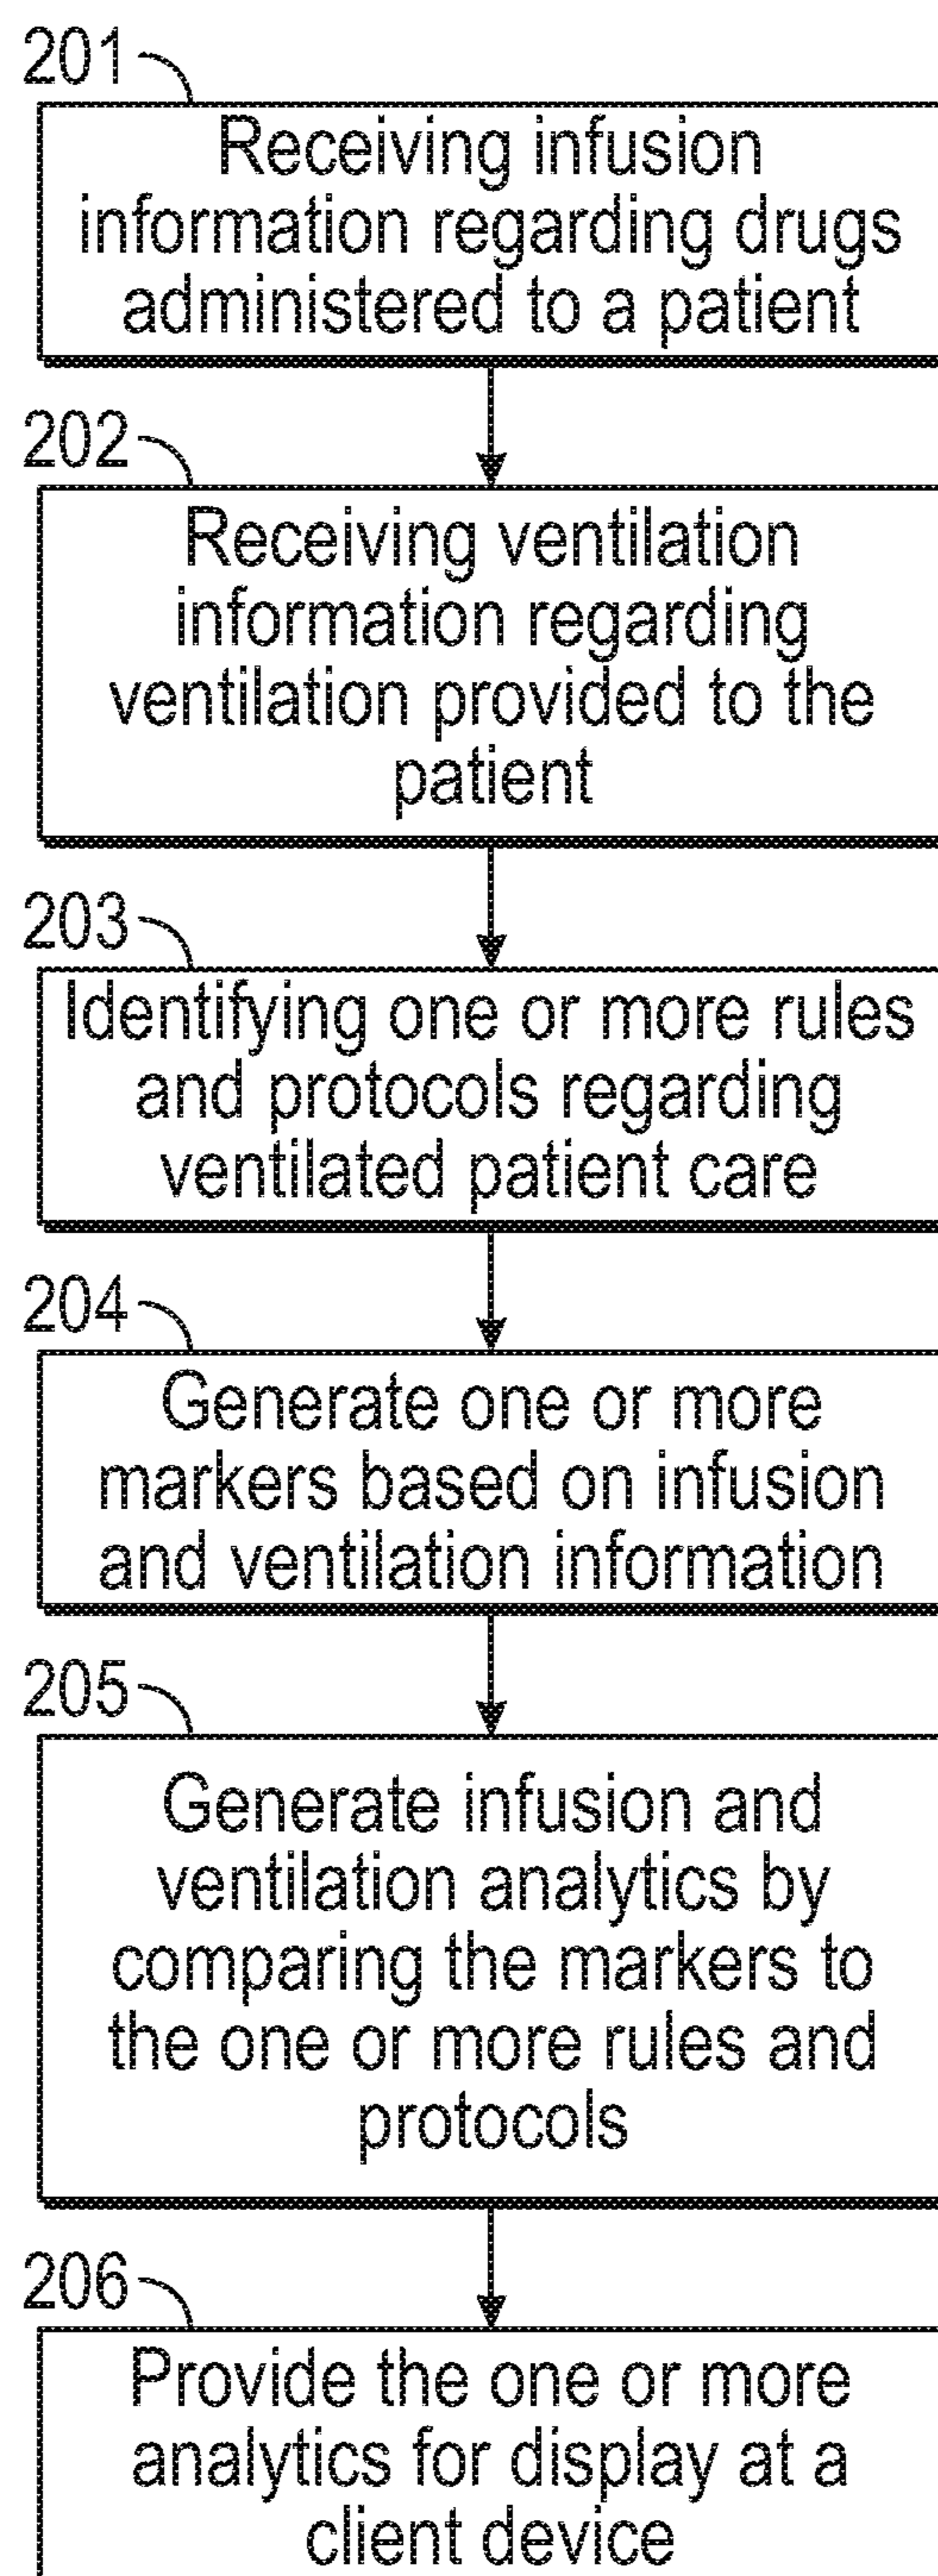 201
Receiving infusion
information regarding drugs
administered to a patient
202
Receiving ventilation
information regarding
ventilation provided to the
patient
203
Identifying one or more rules
and protocols regarding
ventilated patient care
204
Generate one or more
markers based on infusion
and ventilation information
205
Generate infusion and
ventilation analytics by
comparing the markers to
the one or more rules and
protocols
206
Provide the one or more
analytics for display at a
client device